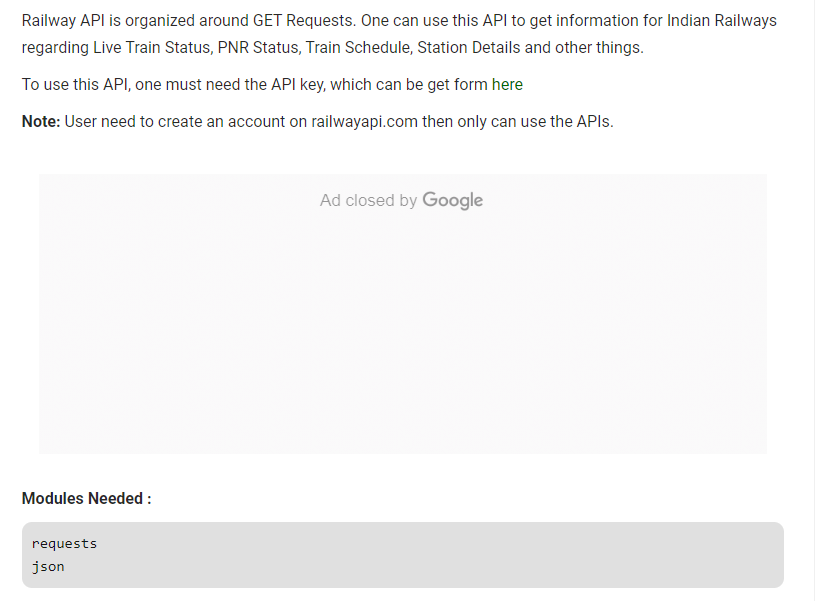 Railway API is organized around GET Requests. One can use this API to get information for Indian Railways
regarding Live Train Status, PNR Status, Train Schedule, Station Details and other things.
To use this API, one must need the API key, which can be get form here
Note: User need to create an account on railwayapi.com then only can use the APIs.
Ad closed by Google
Modules Needed :
requests
json